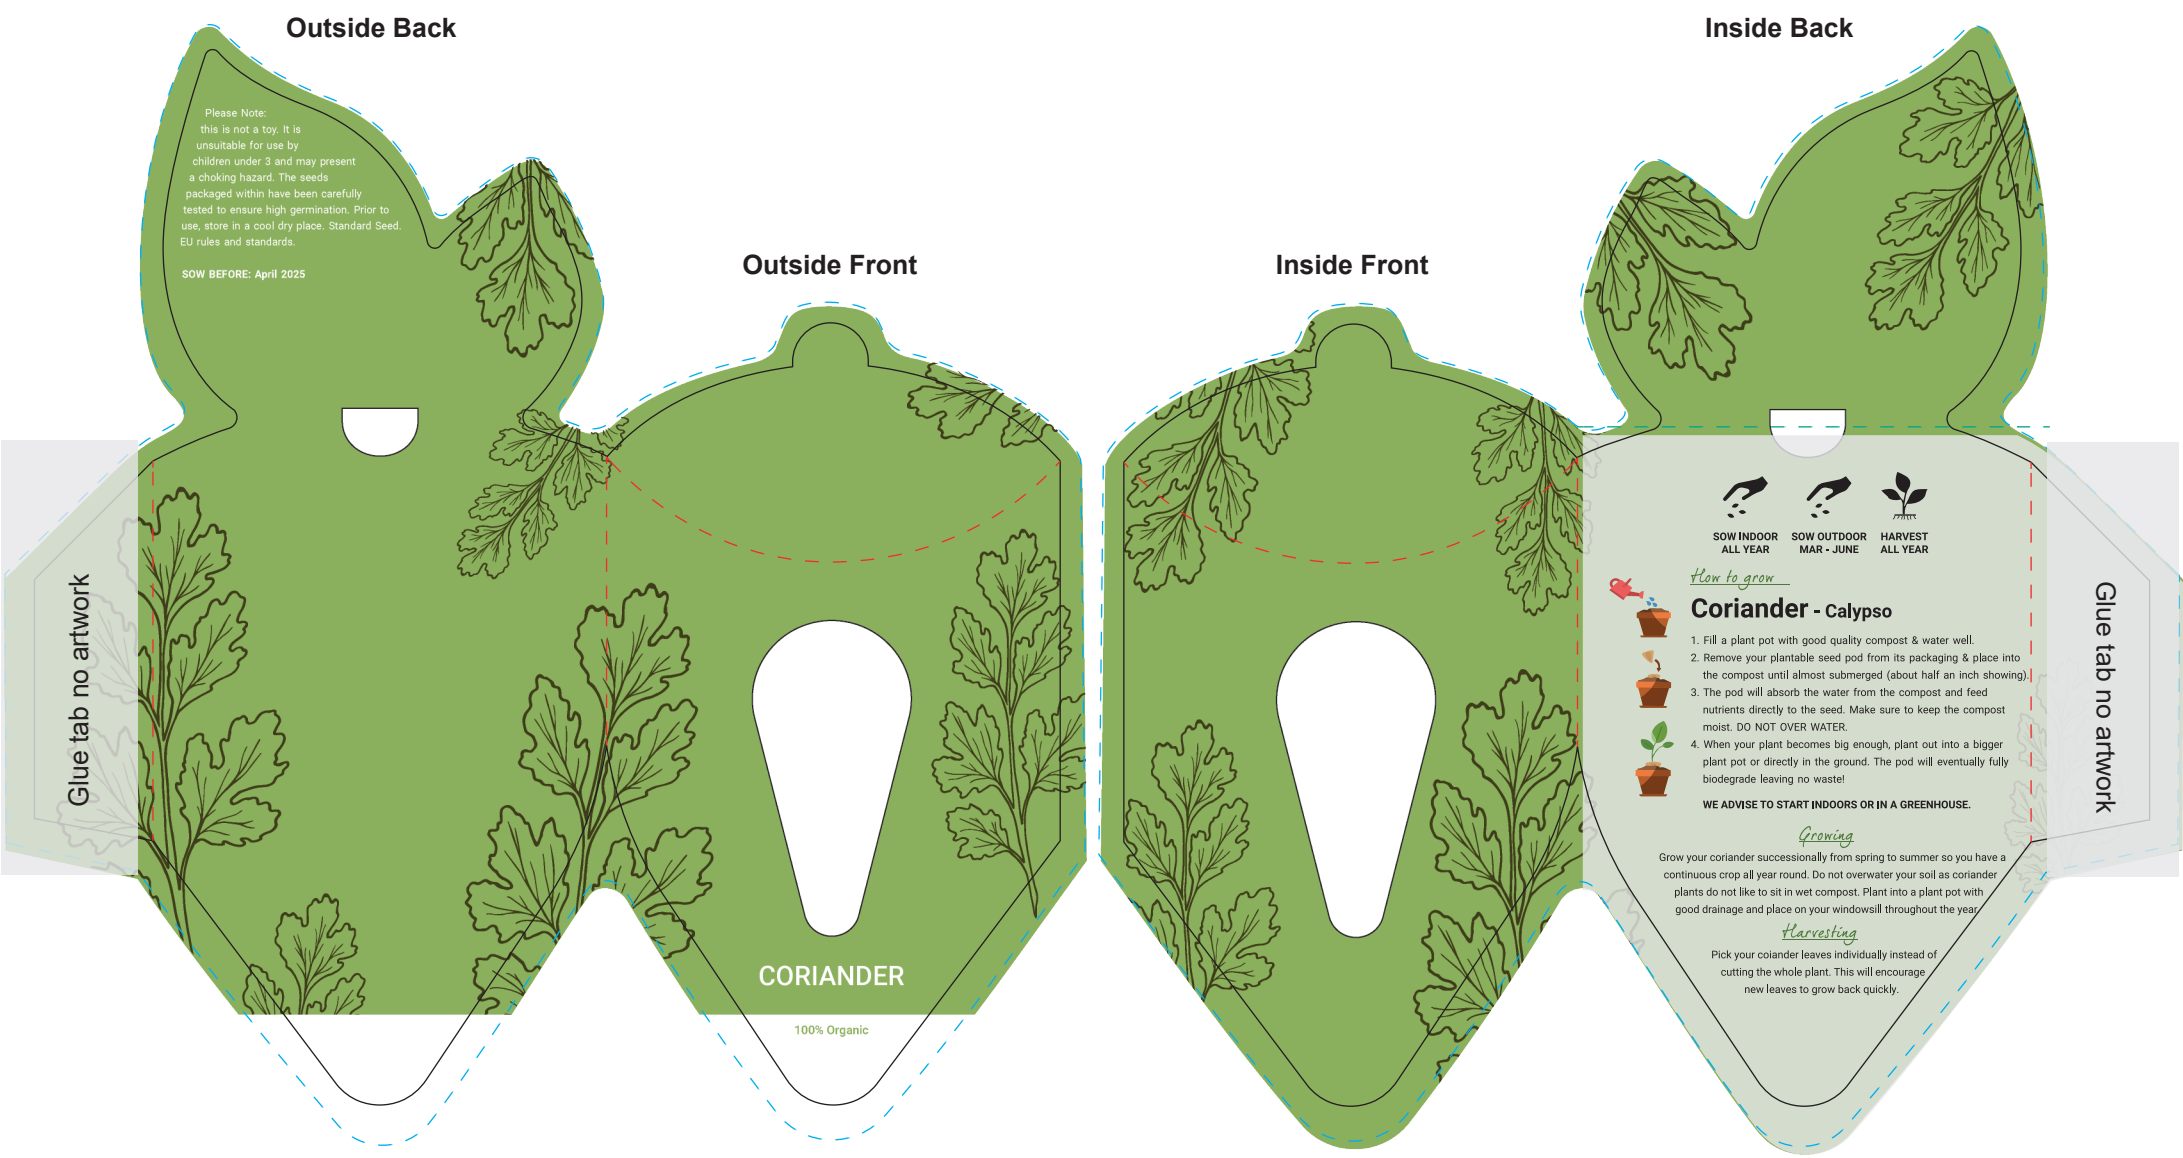 Outside Back
Please Note:
this is not a toy. It is
unsuitable for use by
children under 3 and may present
a choking hazard. The seeds
packaged within have been carefully
tested to ensure high germination. Prior to
use, store in a cool dry place. Standard Seed.
EU rules and standards.
SOW BEFORE: April 2025
Glue tab no artwork
Outside Front
CORIANDER
100% Organic
Inside Front
Inside Back
SOW INDOOR
ALL YEAR
SOW OUTDOOR
MAR - JUNE
HARVEST
ALL YEAR
How to grow
Coriander - Calypso
1. Fill a plant pot with good quality compost & water well.
2. Remove your plantable seed pod from its packaging & place into
the compost until almost submerged (about half an inch showing).
3. The pod will absorb the water from the compost and feed
nutrients directly to the seed. Make sure to keep the compost
moist. DO NOT OVER WATER.
4. When your plant becomes big enough, plant out into a bigger
plant pot or directly in the ground. The pod will eventually fully
biodegrade leaving no waste!
WE ADVISE TO START INDOORS OR IN A GREENHOUSE.
Growing
Grow your coriander successionally from spring to summer so you have a
continuous crop all year round. Do not overwater your soil as coriander
plants do not like to sit in wet compost. Plant into a plant pot with
good drainage and place on your windowsill throughout the year.
Harvesting
Pick your coiander leaves individually instead of
cutting the whole plant. This will encourage
new leaves to grow back quickly.
Glue tab no artwork